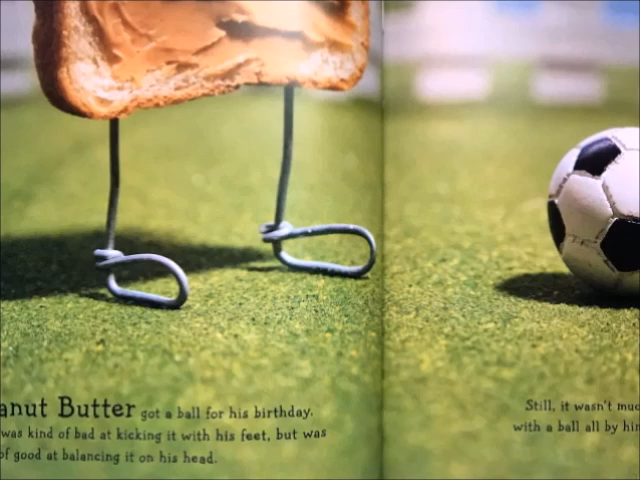 anut Butter got a ball for his birthday.
was kind of bad at kicking it with his feet, but was
of good at balancing it on his head.
Still, it wasn't muc
with a ball all by him